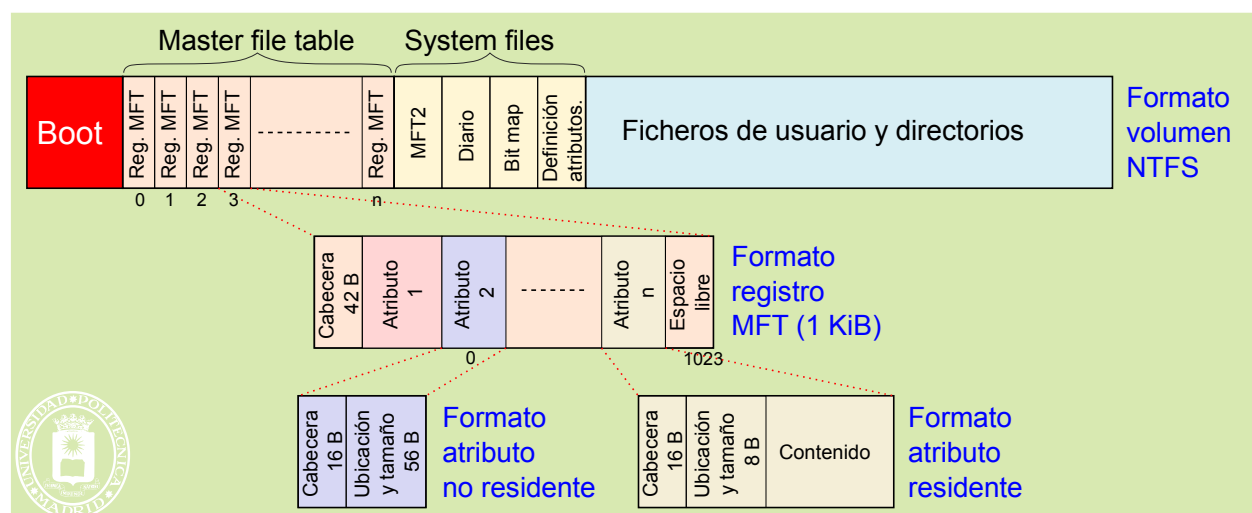 Master file table
System files
Boot
Reg. MFT
Reg. MFT
Reg. MFT
Reg. MFT
---------------
Reg. MFT
MFT2
Diario
Bit map
Definición
atributos.
Ficheros de usuario y directorios
Formato
volumen
NTFS
0
1
2
3
n
Cabecera
42 B
Atributo
1
Atributo
2
--------
Atributo
n
Espacio
libre
Formato
registro
MFT (1 KiB)
0
1023
Cabecera
16 B
Ubicación
y tamaño
56 B
Formato
atributo
no residente
Cabecera
16 B
Ubicación
y tamaño
8 B
Contenido
Formato
atributo
residente
UNIVERSIDAD POLITECNICA
MADRID